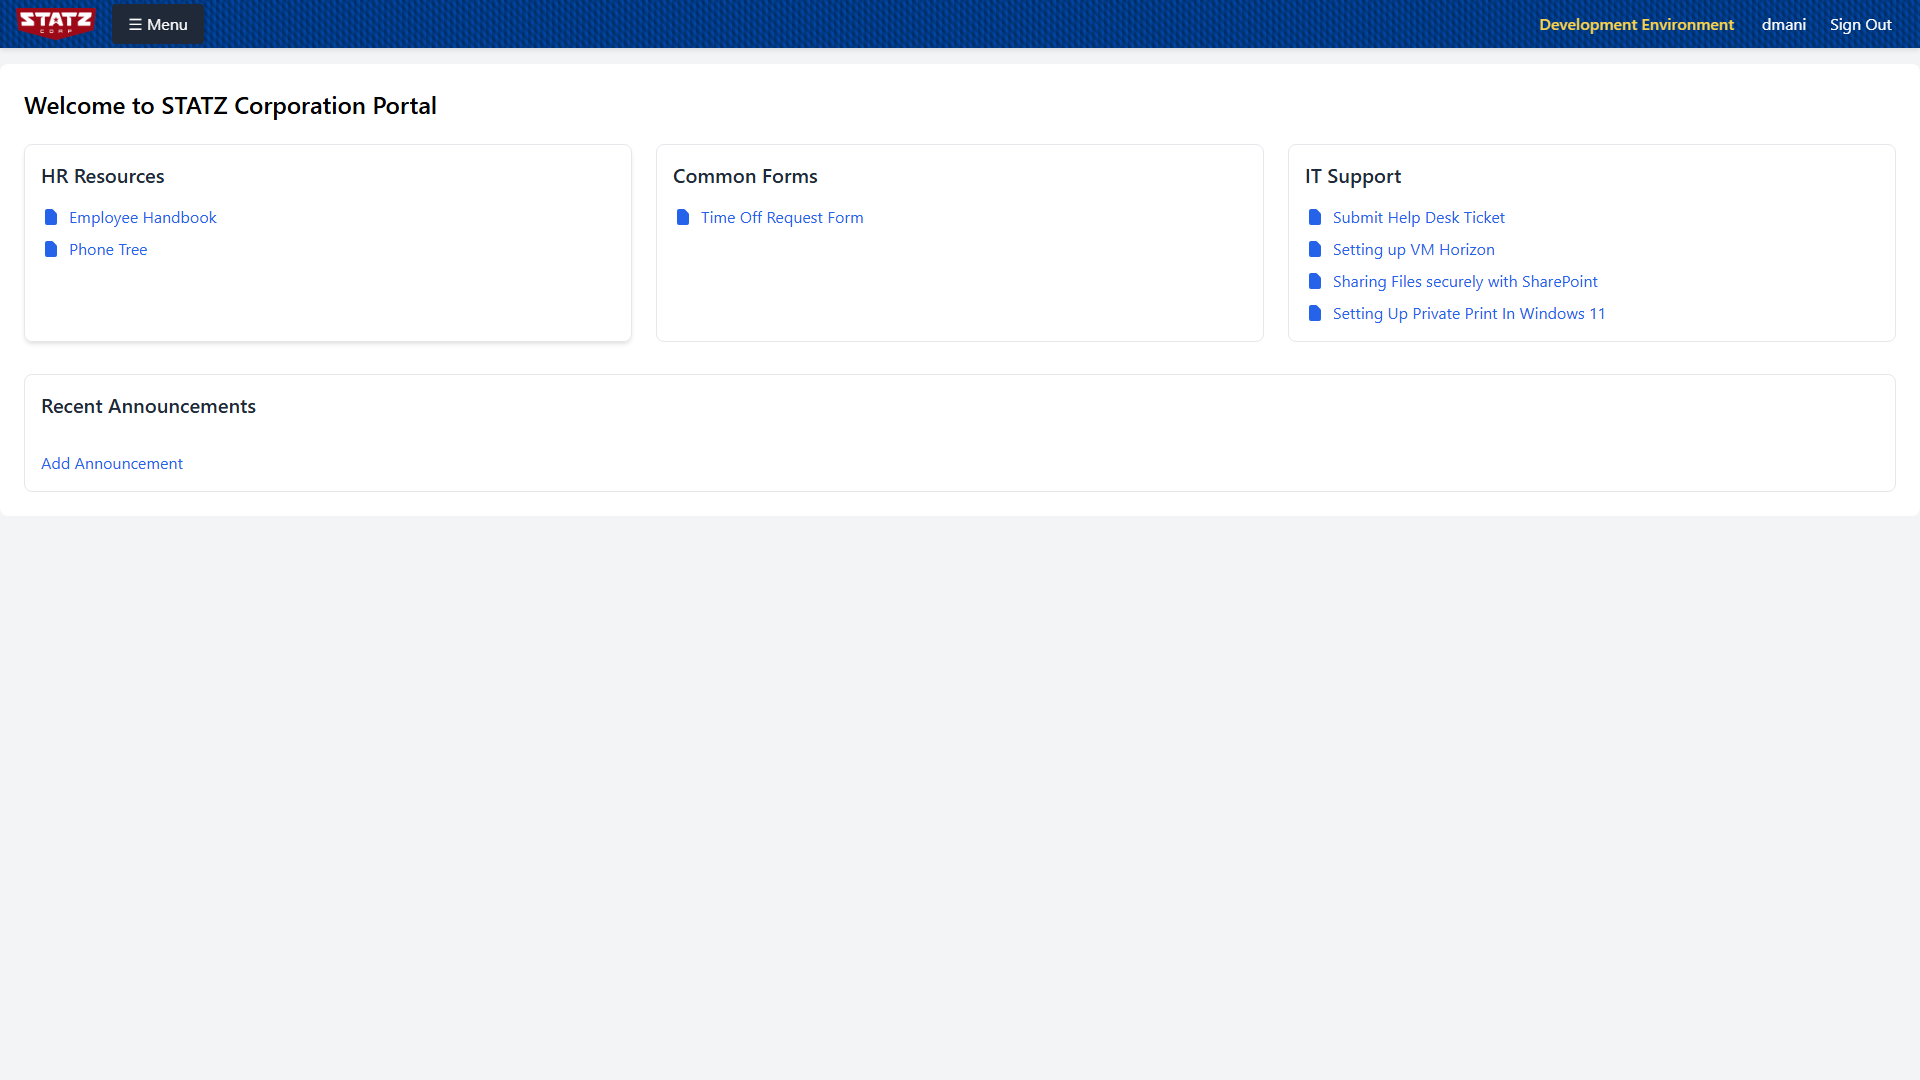 STATZ
CORP
☰ Menu
Development Environment
dmani
Sign Out
Welcome to STATZ Corporation Portal
HR Resources
Employee Handbook
Phone Tree
Common Forms
Time Off Request Form
IT Support
Submit Help Desk Ticket
Setting up VM Horizon
Sharing Files securely with SharePoint
Setting Up Private Print In Windows 11
Recent Announcements
Add Announcement